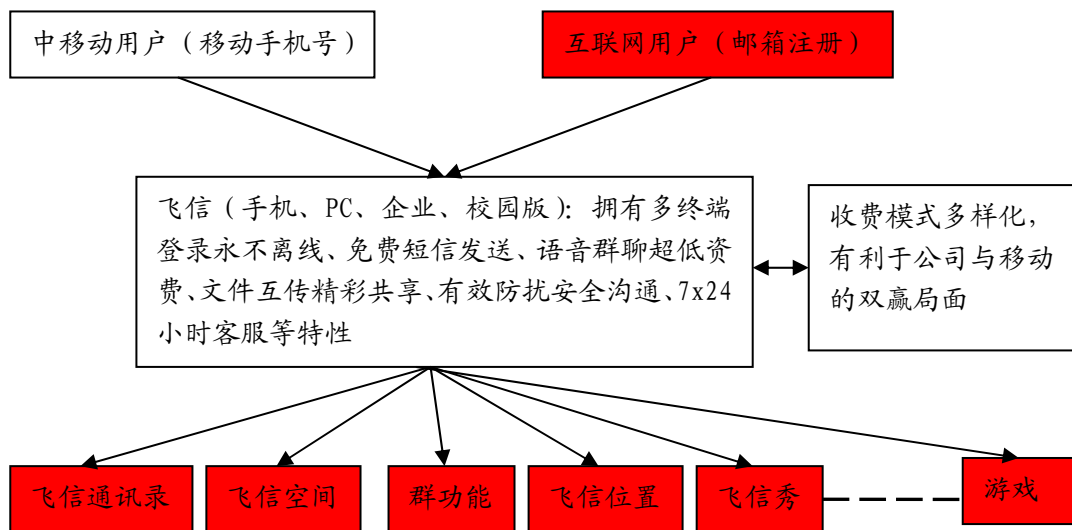 中移动用户（移动手机号）
互联网用户（邮箱注册）
飞信（手机、PC、企业、校园版）：拥有多终端
登录永不离线、免费短信发送、语音群聊超低资
费、文件互传精彩共享、有效防扰安全沟通、7x24
小时客服等特性
收费模式多样化，
有利于公司与移动
的双赢局面
飞信通讯录
飞信空间
群功能
飞信位置
飞信秀
游戏